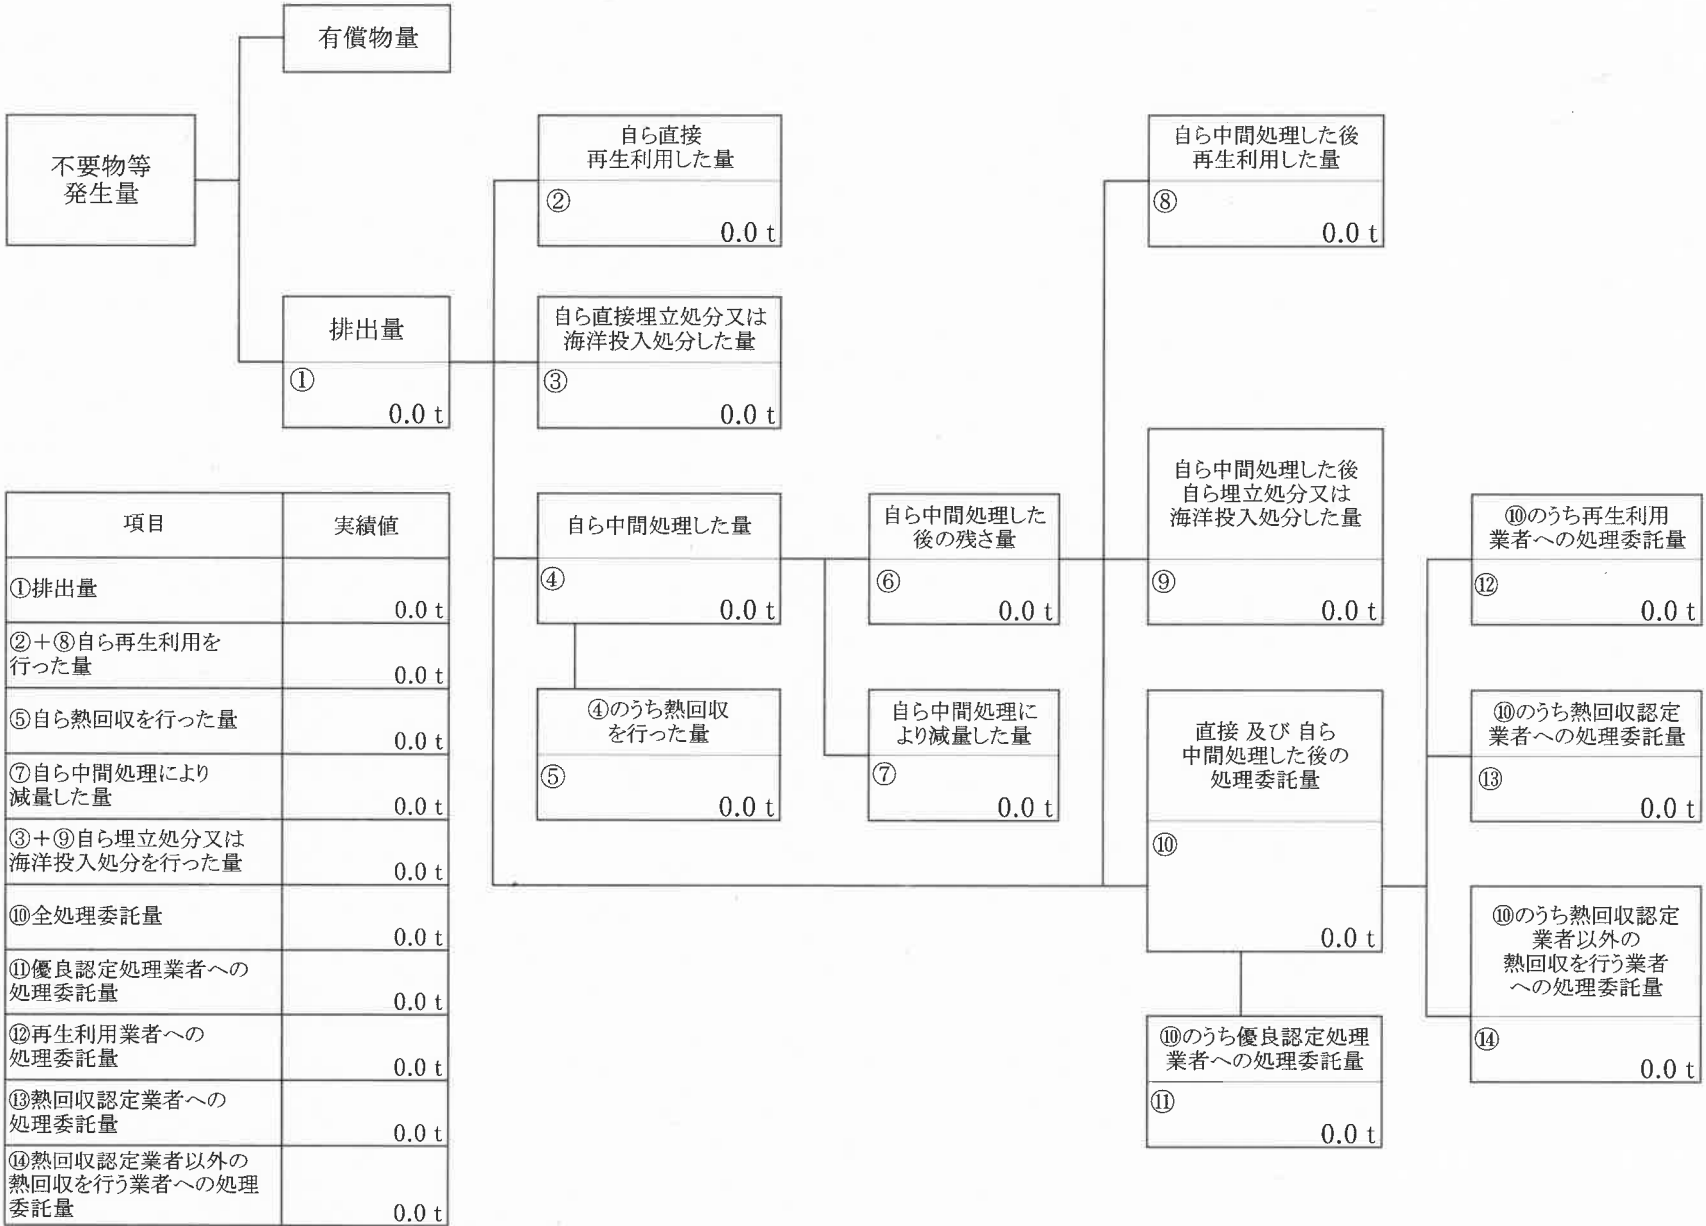 有償物量
不要物等
発生量
排出量
①
0.0 t
自ら直接
再生利用した量
②
0.0 t
自ら直接埋立処分又は
海洋投入処分した量
③
0.0 t
自ら中間処理した量
④
0.0 t
④のうち熱回収
を行った量
⑤
0.0 t
自ら中間処理した
後の残さ量
⑥
0.0 t
自ら中間処理に
より減量した量
⑦
0.0 t
自ら中間処理した後
再生利用した量
⑧
0.0 t
自ら中間処理した後
自ら埋立処分又は
海洋投入処分した量
⑨
0.0 t
直接 及び 自ら
中間処理した後の
処理委託量
⑩
0.0 t
⑩のうち優良認定処理
業者への処理委託量
⑪
0.0 t
⑩のうち再生利用
業者への処理委託量
⑫
0.0 t
⑩のうち熱回収認定
業者への処理委託量
⑬
0.0 t
⑩のうち熱回収認定
業者以外の
熱回収を行う業者
への処理委託量
⑭
0.0 t
項目 実績値
①排出量
0.0 t
②＋⑧自ら再生利用を
行った量
0.0 t
⑤自ら熱回収を行った量
0.0 t
⑦自ら中間処理により
減量した量
0.0 t
③＋⑨自ら埋立処分又は
海洋投入処分を行った量
0.0 t
⑩全処理委託量
0.0 t
⑪優良認定処理業者への
処理委託量
0.0 t
⑫再生利用業者への
処理委託量
0.0 t
⑬熱回収認定業者への
処理委託量
0.0 t
⑭熱回収認定業者以外の
熱回収を行う業者への処理
委託量
0.0 t